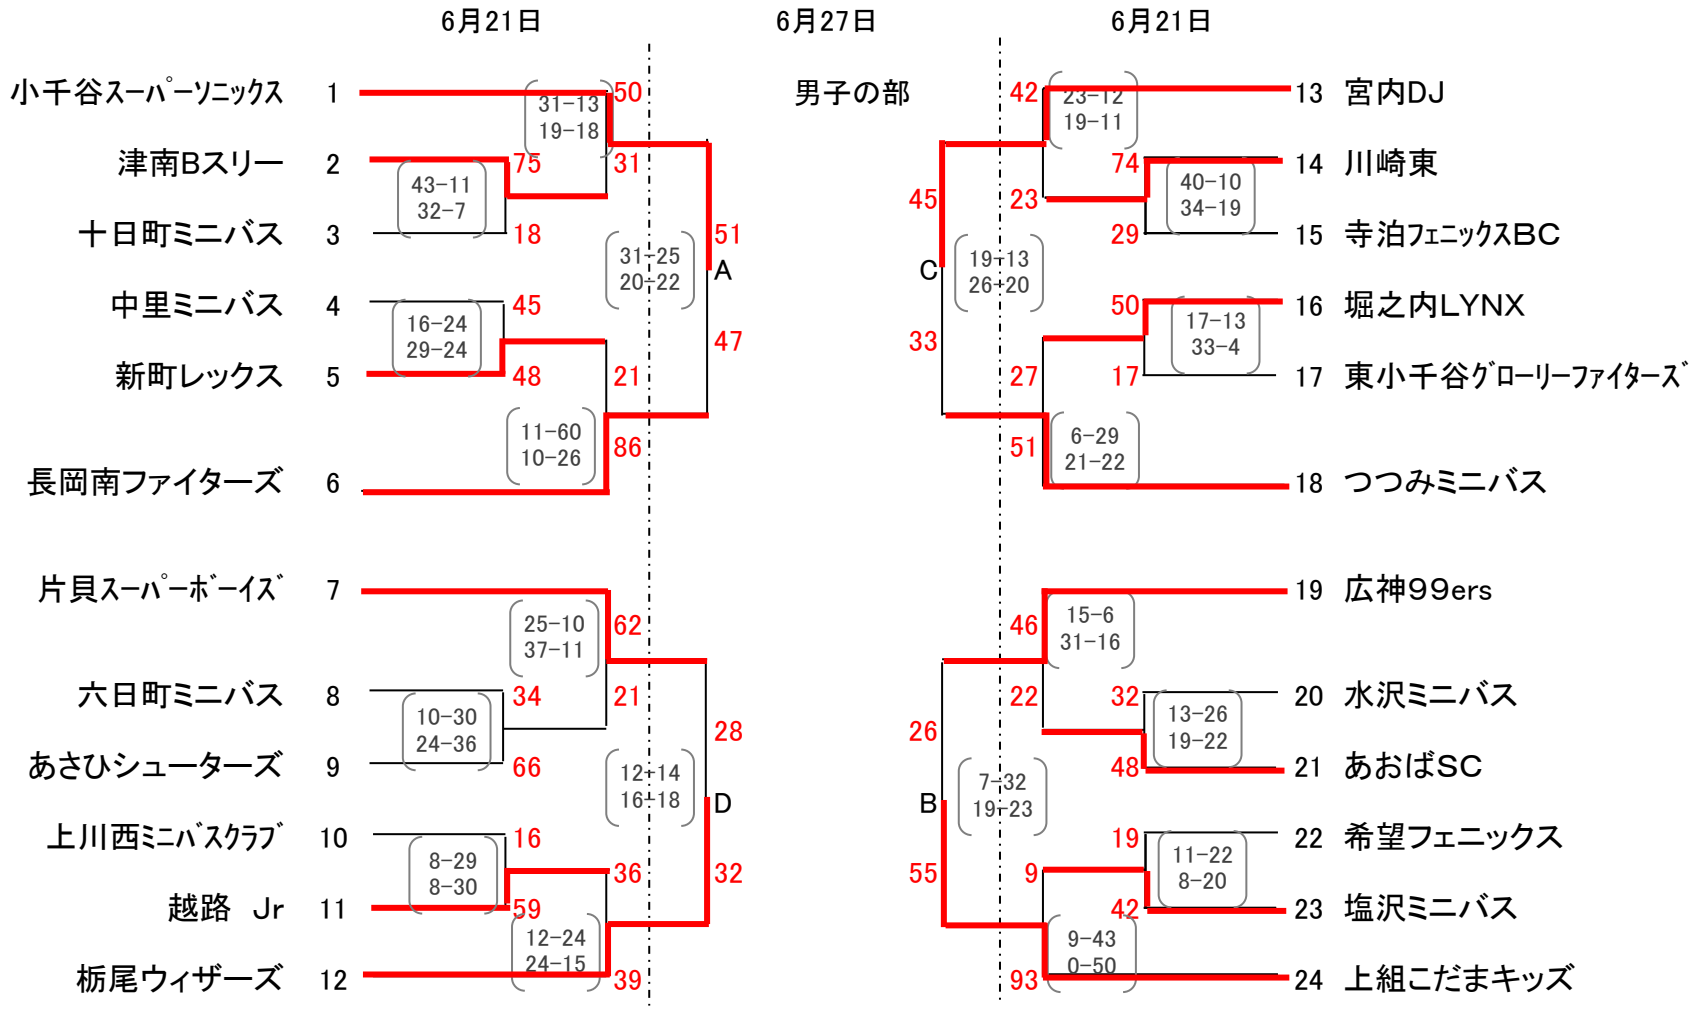 6月21日
6月27日
6月21日
男子の部
小千谷スーパーソニックス 1
津南Bスリー 2
十日町ミニバス 3
中里ミニバス 4
新町レックス 5
長岡南ファイターズ 6
片貝スーパーボーイズ 7
六日町ミニバス 8
あさひシューターズ 9
上川西ミニバスクラブ 10
越路 Jr 11
栃尾ウィザーズ 12
31-13
19-18
50
31
43-11
32-7
75
18
16-24
29-24
45
48
11-60
10-26
21
86
31-25
20-22
51
A
47
25-10
37-11
62
21
10-30
24-36
34
66
8-29
8-30
16
59
12-24
24-15
36
39
12-14
16-18
28
D
32
42
23-12
19-11
23
74
40-10
34-19
29
50
17-13
33-4
17
27
6-29
21-22
51
45
C
19-13
26-20
33
46
15-6
31-16
22
32
13-26
19-22
48
19
11-22
8-20
42
9
9-43
0-50
93
26
B
7-32
19-23
55
13 宮内DJ
14 川崎東
15 寺泊フェニックスBC
16 堀之内LYNX
17 東小千谷グローリーファイターズ
18 つつみミニバス
19 広神99ers
20 水沢ミニバス
21 あおばSC
22 希望フェニックス
23 塩沢ミニバス
24 上組こだまキッズ